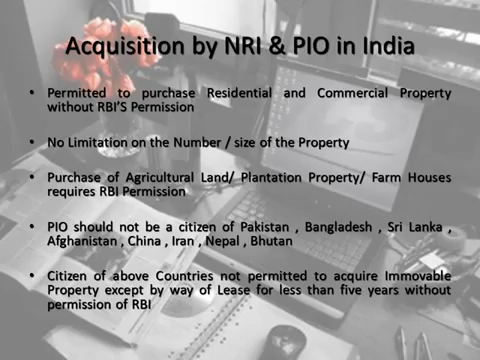 Acquisition by NRI & PIO in India
• Permitted to purchase Residential and Commercial Property
without RBI'S Permission
• No Limitation on the Number / size of the Property
• Purchase of Agricultural Land/ Plantation Property/ Farm Houses
requires RBI Permission
• PIO should not be a citizen of Pakistan , Bangladesh , Sri Lanka ,
Afghanistan , China , Iran , Nepal , Bhutan
• Citizen of above Countries not permitted to acquire Immovable
Property except by way of Lease for less than five years without
permission of RBI